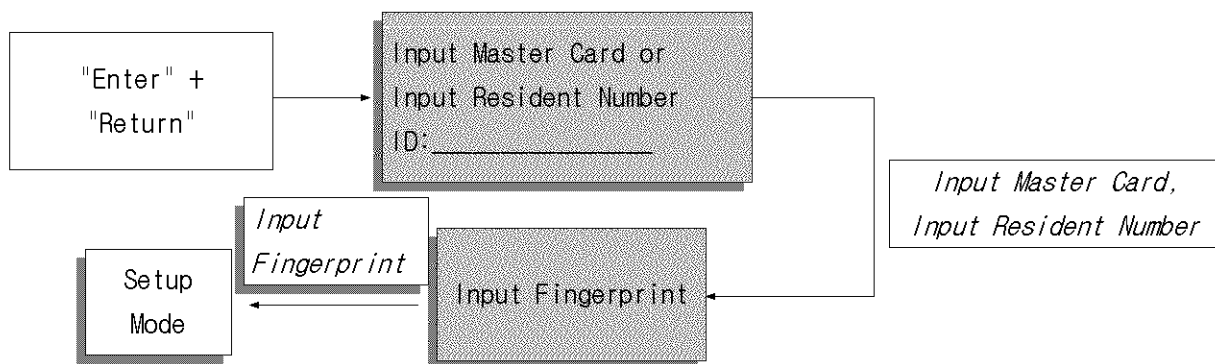 "Enter" +
"Return"
Input Master Card or
Input Resident Number
ID:
Input Master Card,
Input Resident Number
Input Fingerprint
Input
Fingerprint
Setup
Mode